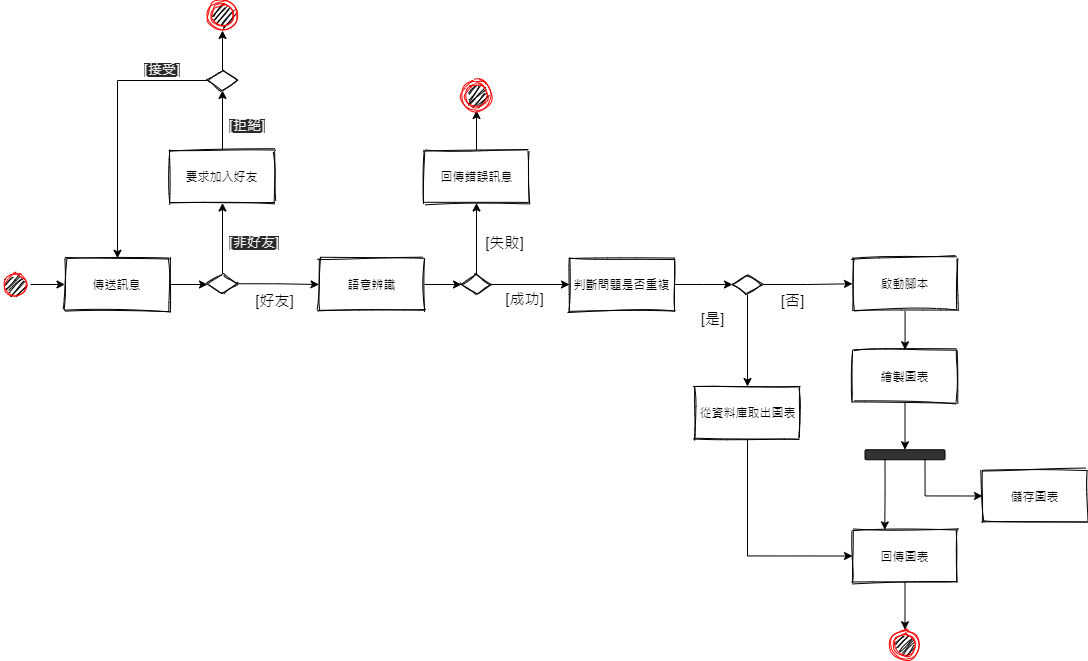 [接受]
[拒絕]
要求加入好友
回傳錯誤訊息
[非好友]
[失敗]
傳送訊息
[好友]
語意辨識
[成功]
判斷問題是否重複
[是]
[否]
啟動腳本
繪製圖表
從資料庫取出圖表
儲存圖表
回傳圖表